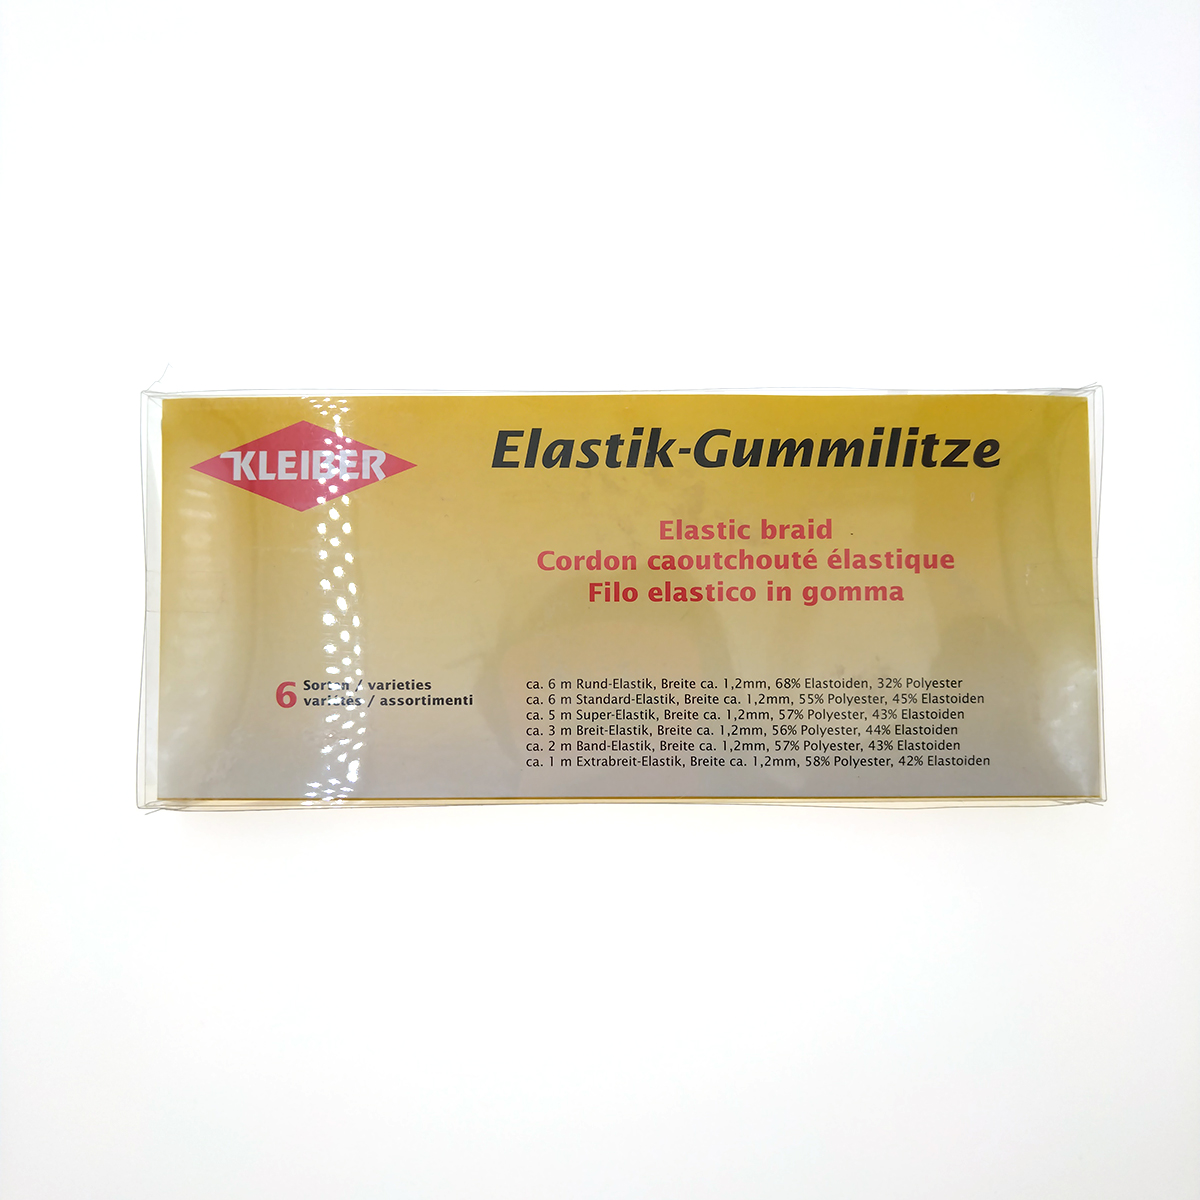 KLEIBER
Elastik-Gummilitze
Elastic braid
Cordon caoutchouté élastique
Filo elastico in gomma
6 Sorten / varieties
variétés / assortimenti
ca. 6 m Rund-Elastik, Breite ca. 1,2mm, 68% Elastoiden, 32% Polyester
ca. 6 m Standard-Elastik, Breite ca. 1,2mm, 55% Polyester, 45% Elastoiden
ca. 5 m Super-Elastik, Breite ca. 1,2mm, 57% Polyester, 43% Elastoiden
ca. 3 m Breit-Elastik, Breite ca. 1,2mm, 56% Polyester, 44% Elastoiden
ca. 2 m Band-Elastik, Breite ca. 1,2mm, 57% Polyester, 43% Elastoiden
ca. 1 m Extrabreit-Elastik, Breite ca. 1,2mm, 58% Polyester, 42% Elastoiden